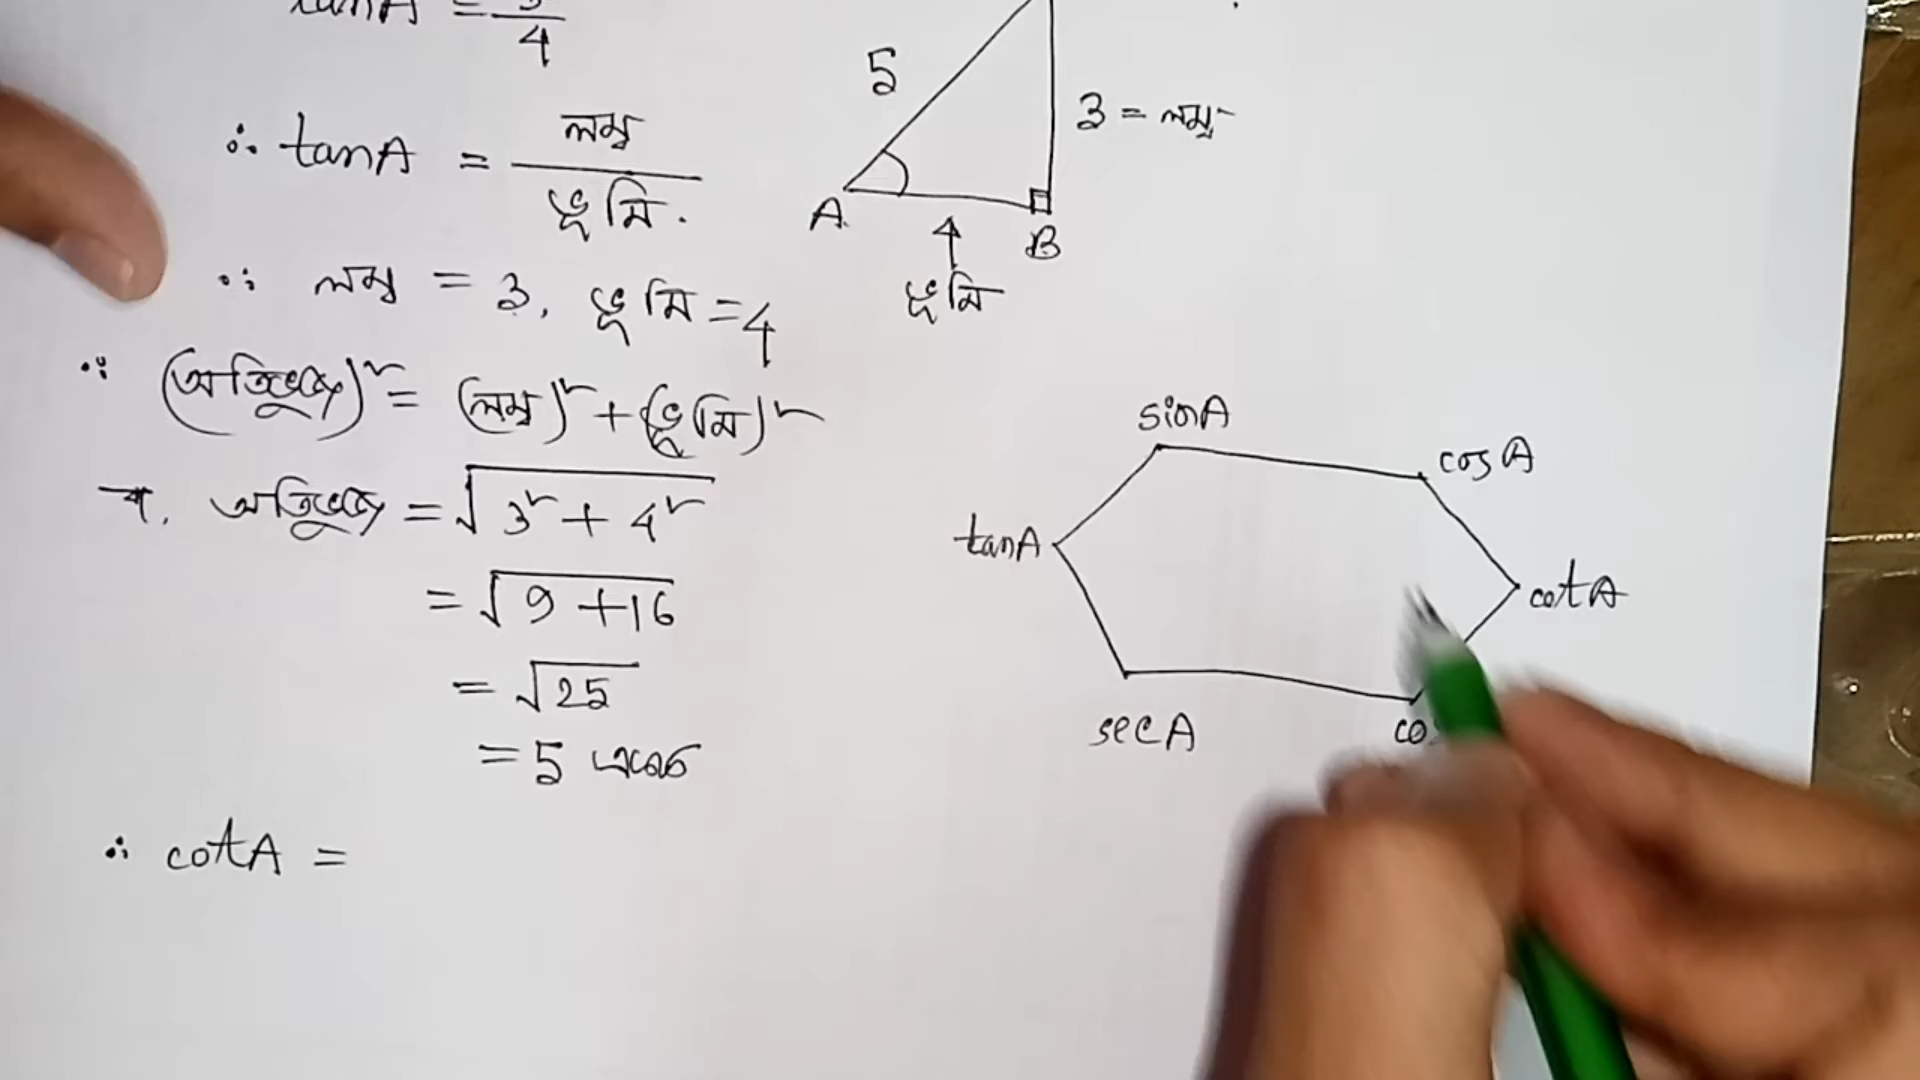 tanA = 3/4
∴ tanA = লম্ব / ভূমি.
∴ লম্ব = 3, ভূমি = 4
∴ (অতিভুজ)² = (লম্ব)² + (ভূমি)²
বা, অতিভুজ = √3² + 4²
= √9 + 16
= √25
= 5 একক
∴ cotA =
5
3 = লম্ব
A
4
B
ভূমি
sinA
cosA
tanA
cotA
secA